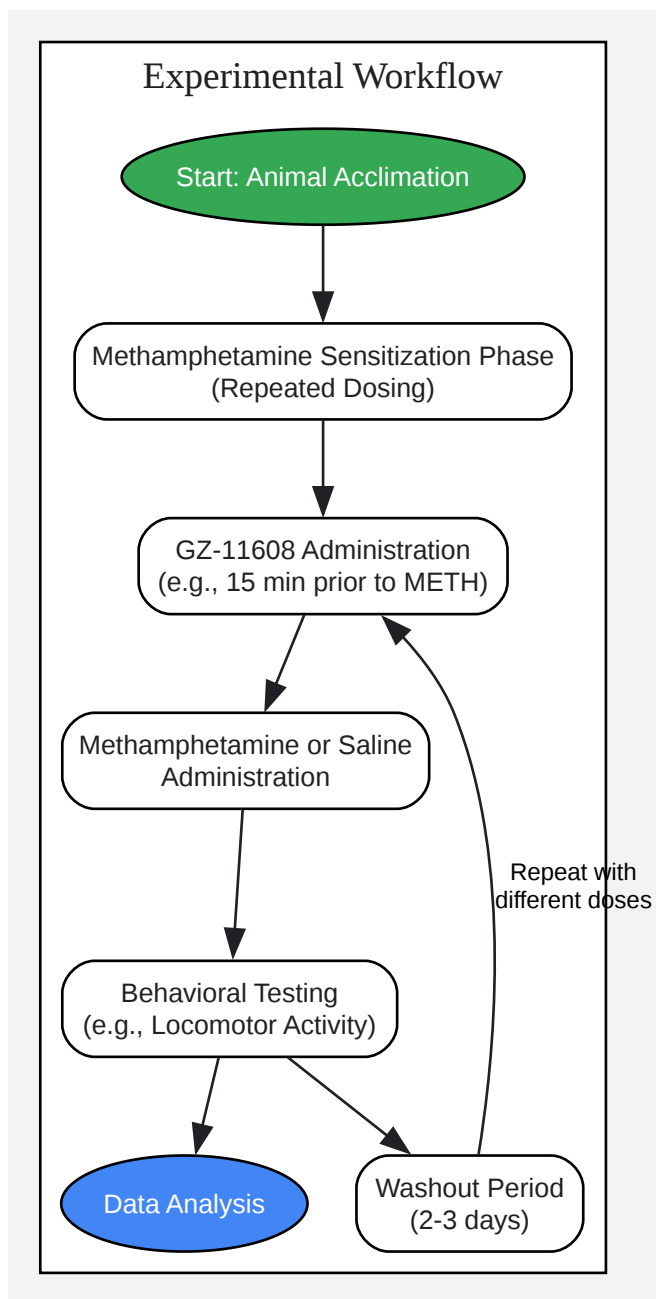 Experimental Workflow
Start: Animal Acclimation
Methamphetamine Sensitization Phase
(Repeated Dosing)
GZ-11608 Administration
(e.g., 15 min prior to METH)
Methamphetamine or Saline
Administration
Repeat with
different doses
Behavioral Testing
(e.g., Locomotor Activity)
Data Analysis
Washout Period
(2-3 days)